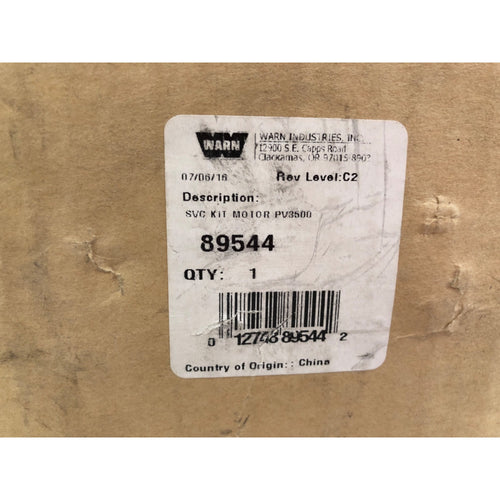 WARN
WARN INDUSTRIES, INC.
12900 S.E. Capps Road
Clackamas, OR 97015-8903
07/06/16 Rev Level:C2
Description:
SVC KIT MOTOR PV3500
89544
QTY: 1
0 12748 89544 2
Country of Origin: : China